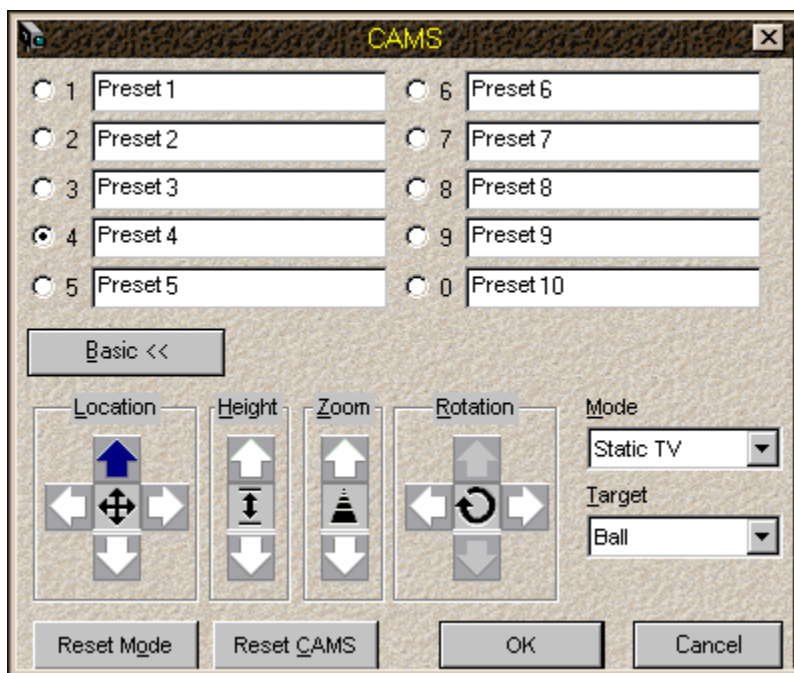 CAMS
1 Preset 1
6 Preset 6
2 Preset 2
7 Preset 7
3 Preset 3
8 Preset 8
4 Preset 4
9 Preset 9
5 Preset 5
0 Preset 10
Basic <<
Location Height Zoom Rotation Mode
Static TV
Target
Ball
Reset Mode Reset CAMS OK Cancel